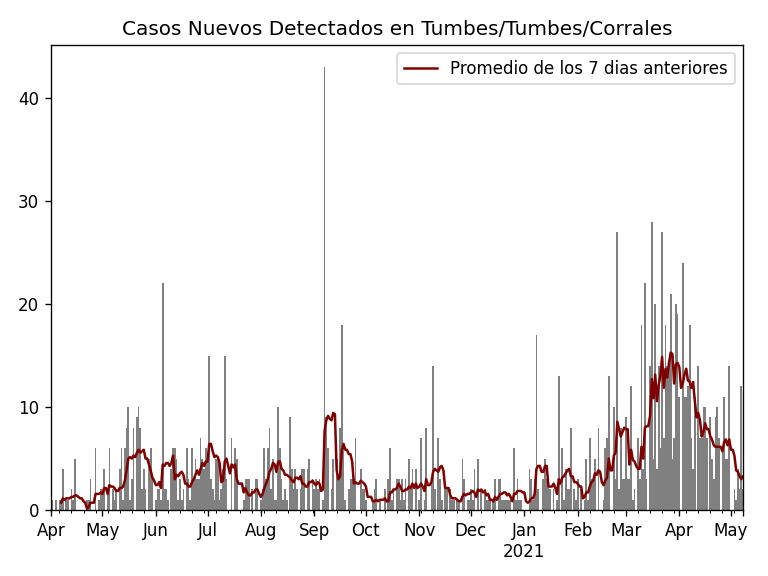 Casos Nuevos Detectados en Tumbes/Tumbes/Corrales
Promedio de los 7 dias anteriores
40
30
20
10
0
Apr May Jun Jul Aug Sep Oct Nov Dec Jan Feb Mar Apr May
2021